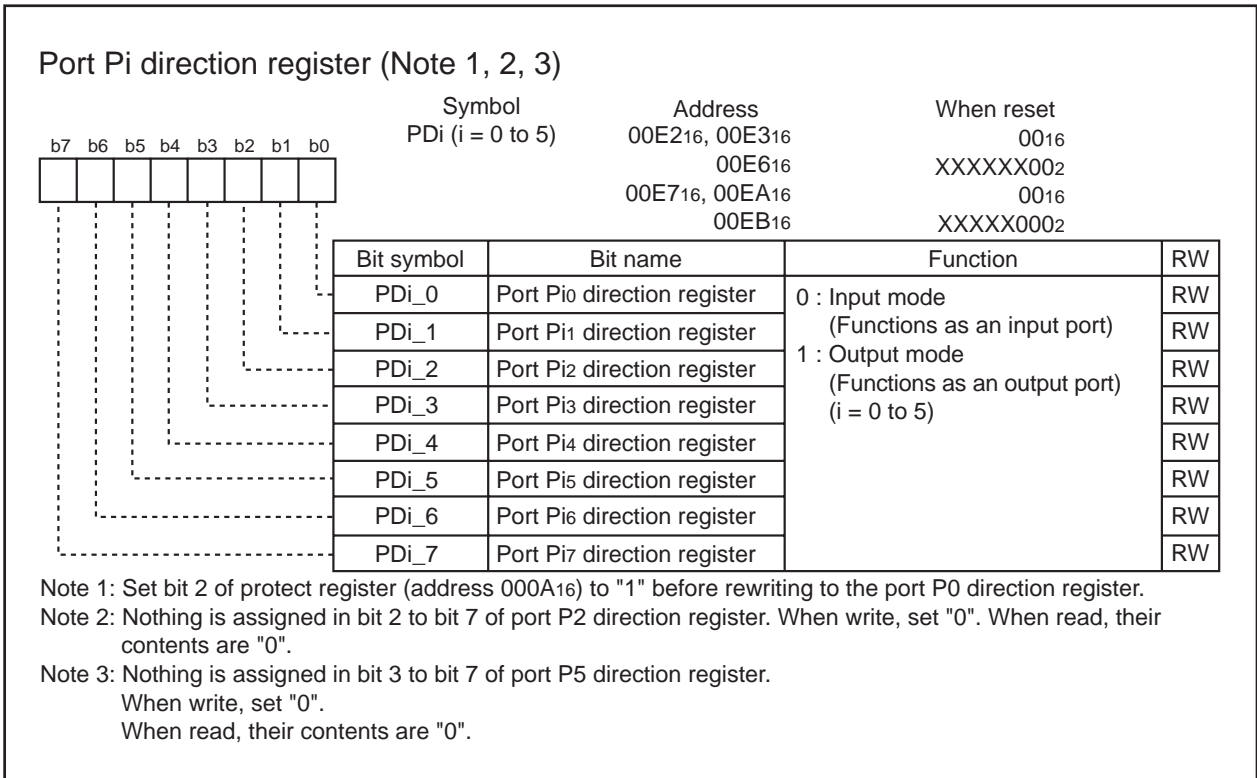 Port Pi direction register (Note 1, 2, 3)
Symbol Address When reset
PDi (i = 0 to 5) 00E216, 00E316 0016
00E616 XXXXXX002
00E716, 00EA16 0016
00EB16 XXXXX0002
b7 b6 b5 b4 b3 b2 b1 b0
Bit symbol Bit name Function RW
PDi_0 Port Pi0 direction register 0 : Input mode RW
(Functions as an input port)
PDi_1 Port Pi1 direction register RW
1 : Output mode
PDi_2 Port Pi2 direction register RW
(Functions as an output port)
PDi_3 Port Pi3 direction register (i = 0 to 5) RW
PDi_4 Port Pi4 direction register RW
PDi_5 Port Pi5 direction register RW
PDi_6 Port Pi6 direction register RW
PDi_7 Port Pi7 direction register RW
Note 1: Set bit 2 of protect register (address 000A16) to "1" before rewriting to the port P0 direction register.
Note 2: Nothing is assigned in bit 2 to bit 7 of port P2 direction register. When write, set "0". When read, their
contents are "0".
Note 3: Nothing is assigned in bit 3 to bit 7 of port P5 direction register.
When write, set "0".
When read, their contents are "0".